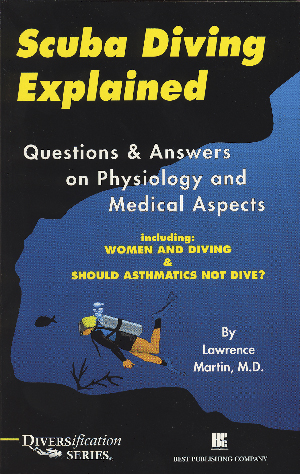 Scuba Diving
Explained
Questions & Answers
on Physiology and
Medical Aspects
including:
WOMEN AND DIVING
&
SHOULD ASTHMATICS NOT DIVE?
By
Lawrence
Martin, M.D.
DIVERSification
SERIES
BEST PUBLISHING COMPANY